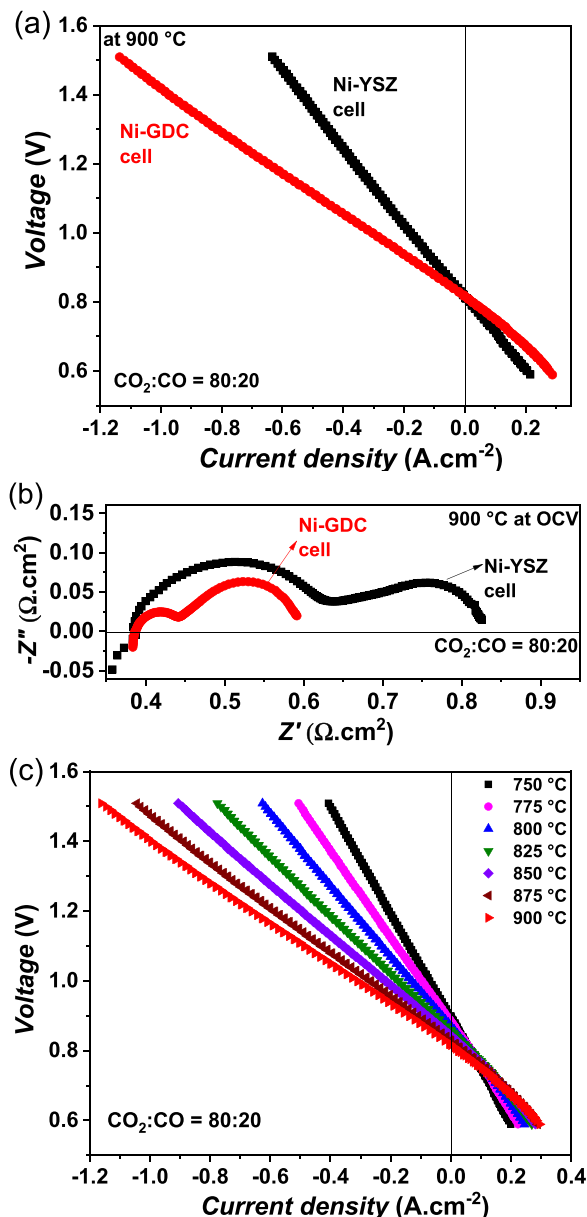 (a)
at 900 °C
1.6
1.4
1.2
1.0
0.8
0.6
Voltage (V)
Ni-YSZ
cell
Ni-GDC
cell
CO₂:CO = 80:20
-1.2 -1.0 -0.8 -0.6 -0.4 -0.2 0.0 0.2
Current density (A.cm⁻²)
(b)
0.15
0.10
0.05
0.00
-0.05
-Z″ (Ω.cm²)
Ni-GDC
cell
900 °C at OCV
Ni-YSZ
cell
CO₂:CO = 80:20
0.4 0.5 0.6 0.7 0.8 0.9
Z′ (Ω.cm²)
(c)
1.6
1.4
1.2
1.0
0.8
0.6
Voltage (V)
750 °C
775 °C
800 °C
825 °C
850 °C
875 °C
900 °C
CO₂:CO = 80:20
-1.2 -1.0 -0.8 -0.6 -0.4 -0.2 0.0 0.2 0.4
Current density (A.cm⁻²)